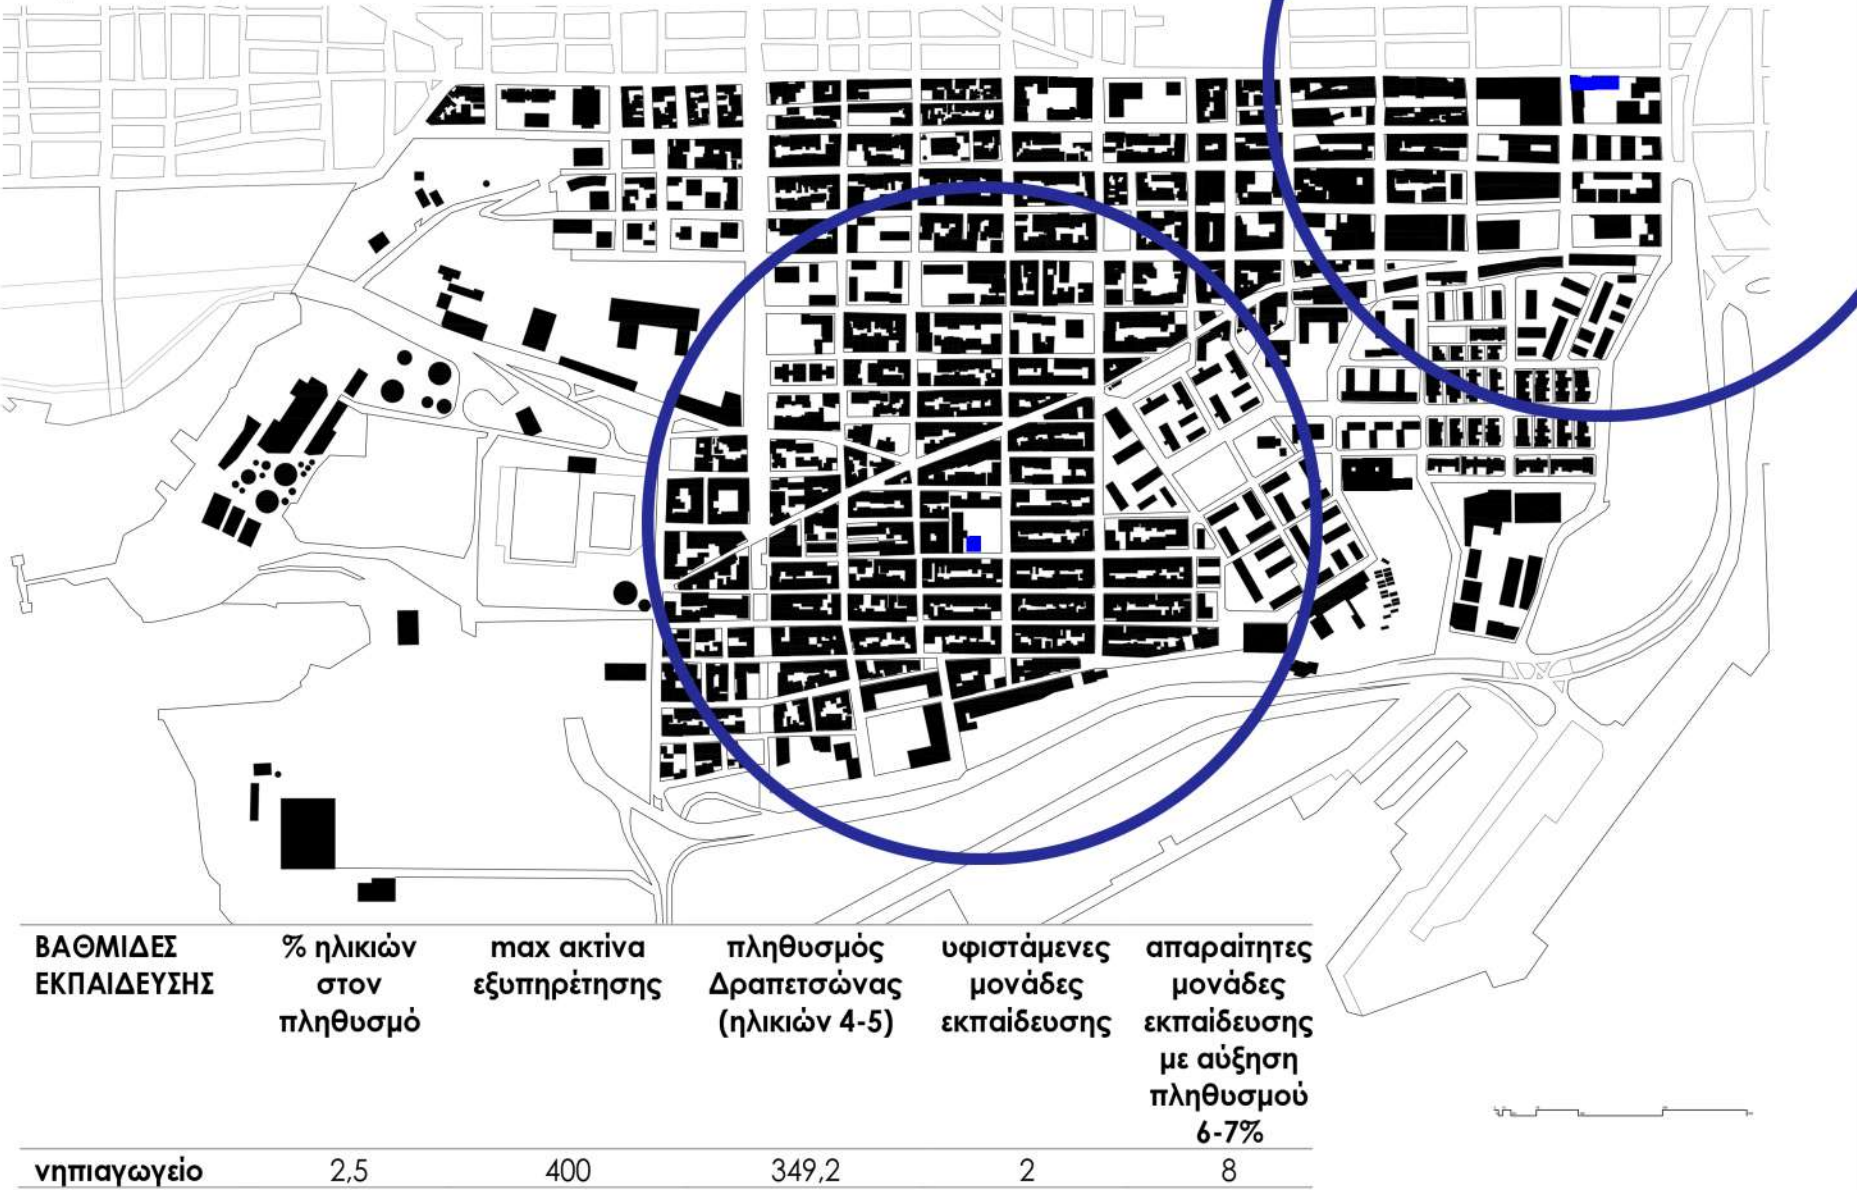 ΒΑΘΜΙΔΕΣ ΕΚΠΑΙΔΕΥΣΗΣ
% ηλικιών στον πληθυσμό
max ακτίνα εξυπηρέτησης
πληθυσμός Δραπετσώνας (ηλικιών 4-5)
υφιστάμενες μονάδες εκπαίδευσης
απαραίτητες μονάδες εκπαίδευσης με αύξηση πληθυσμού 6-7%
νηπιαγωγείο 2,5 400 349,2 2 8